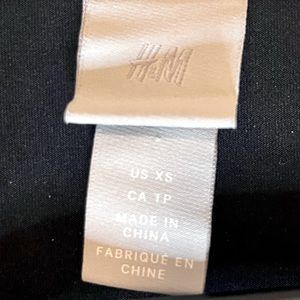 H&M
US XS
CA TP
MADE IN
CHINA
FABRIQUÉ EN
CHINE